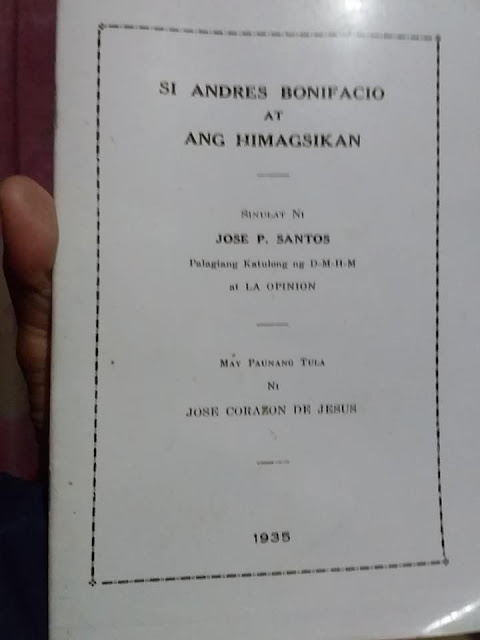 SI ANDRES BONIFACIO
AT
ANG HIMAGSIKAN
SINULAT NI
JOSE P. SANTOS
Palagiang Katulong ng D-M-H-M
at LA OPINION
MAY PAUNANG TULA
NI
JOSE CORAZON DE JESUS
1935